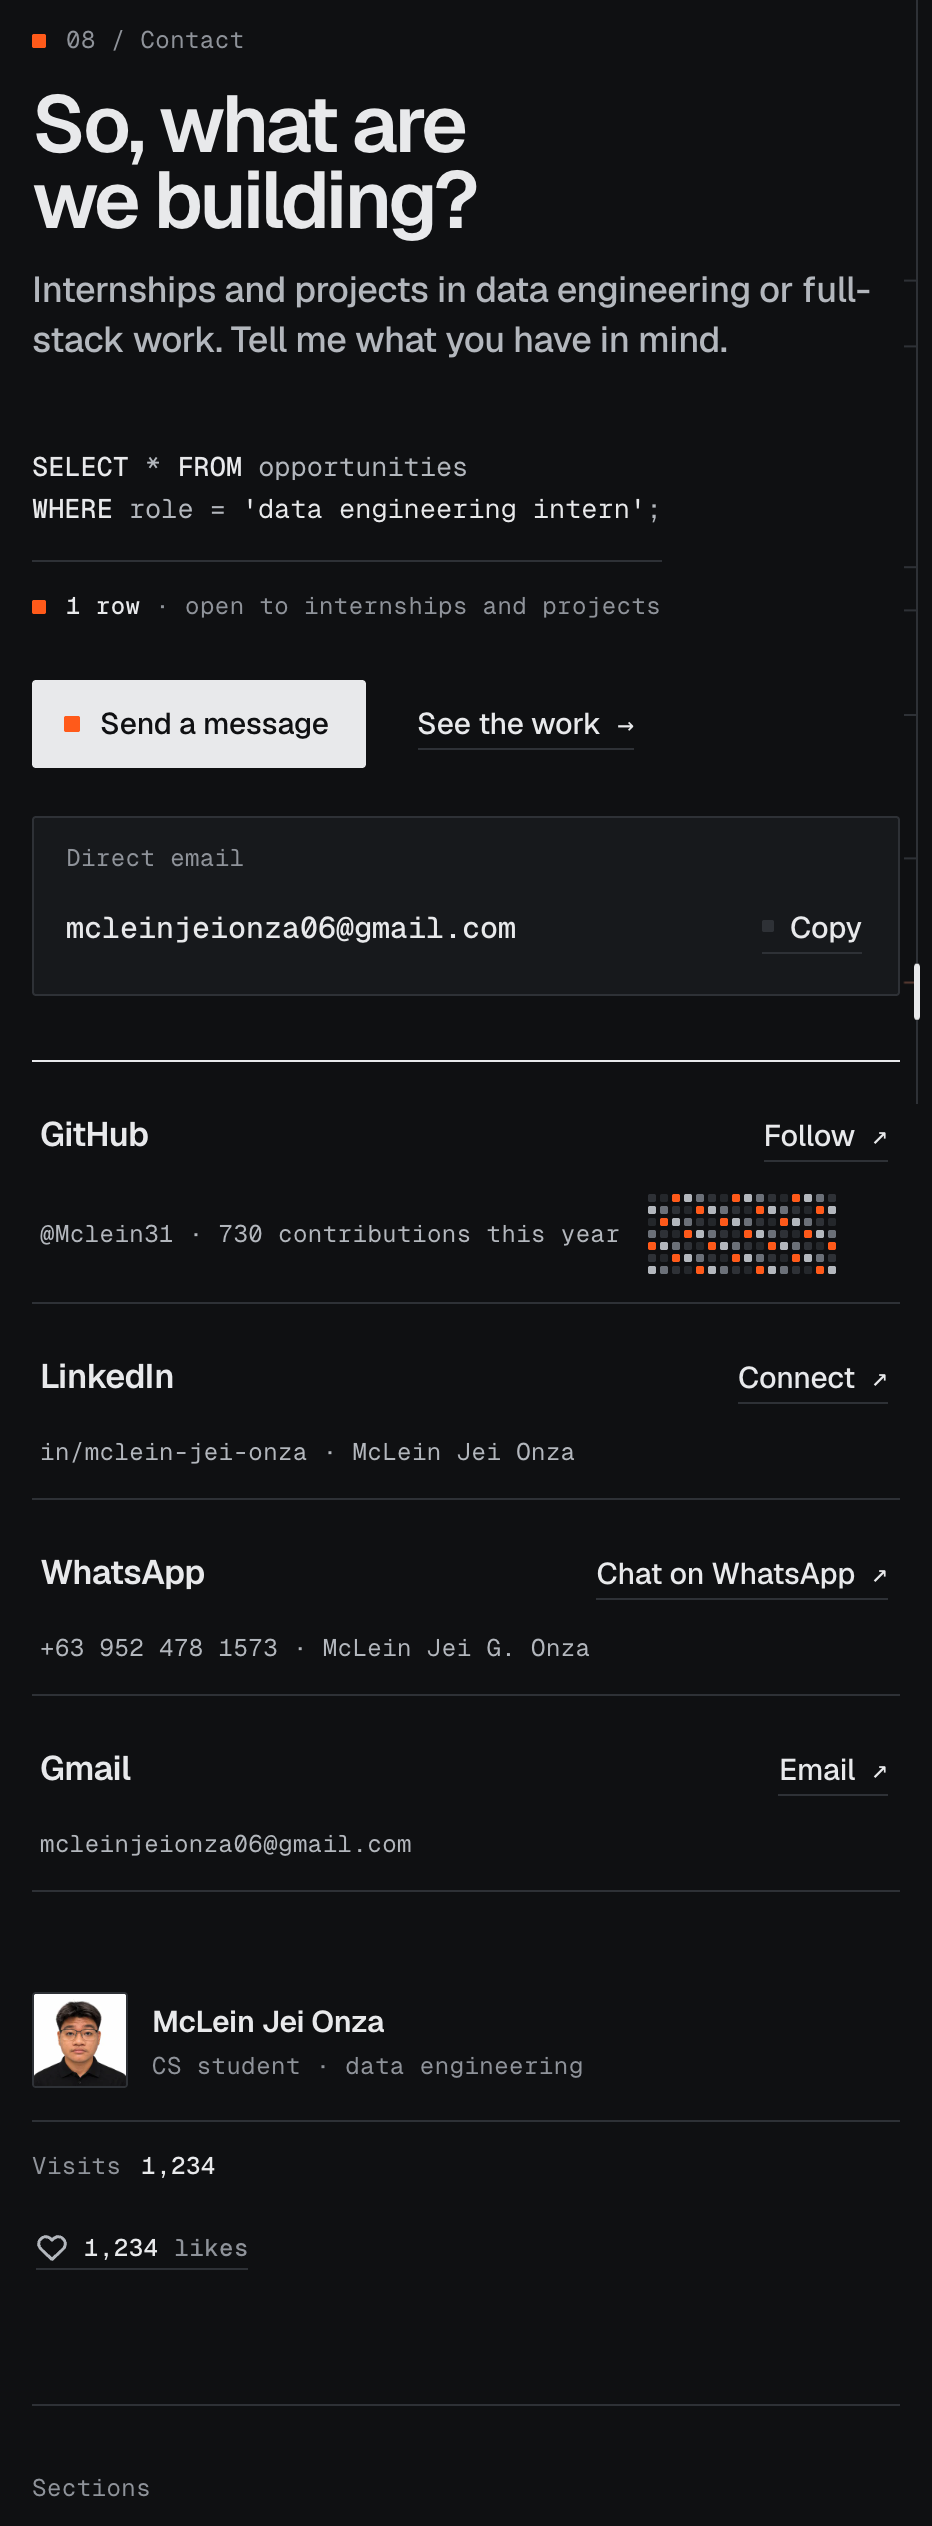 08 / Contact
So, what are
we building?
Internships and projects in data engineering or full-
stack work. Tell me what you have in mind.
SELECT * FROM opportunities
WHERE role = 'data engineering intern';
1 row · open to internships and projects
Send a message
See the work →
Direct email
mcleinjeionza06@gmail.com
Copy
GitHub
Follow ↗
@Mclein31 · 730 contributions this year
LinkedIn
Connect ↗
in/mclein-jei-onza · McLein Jei Onza
WhatsApp
Chat on WhatsApp ↗
+63 952 478 1573 · McLein Jei G. Onza
Gmail
Email ↗
mcleinjeionza06@gmail.com
McLein Jei Onza
CS student · data engineering
Visits 1,234
1,234 likes
Sections